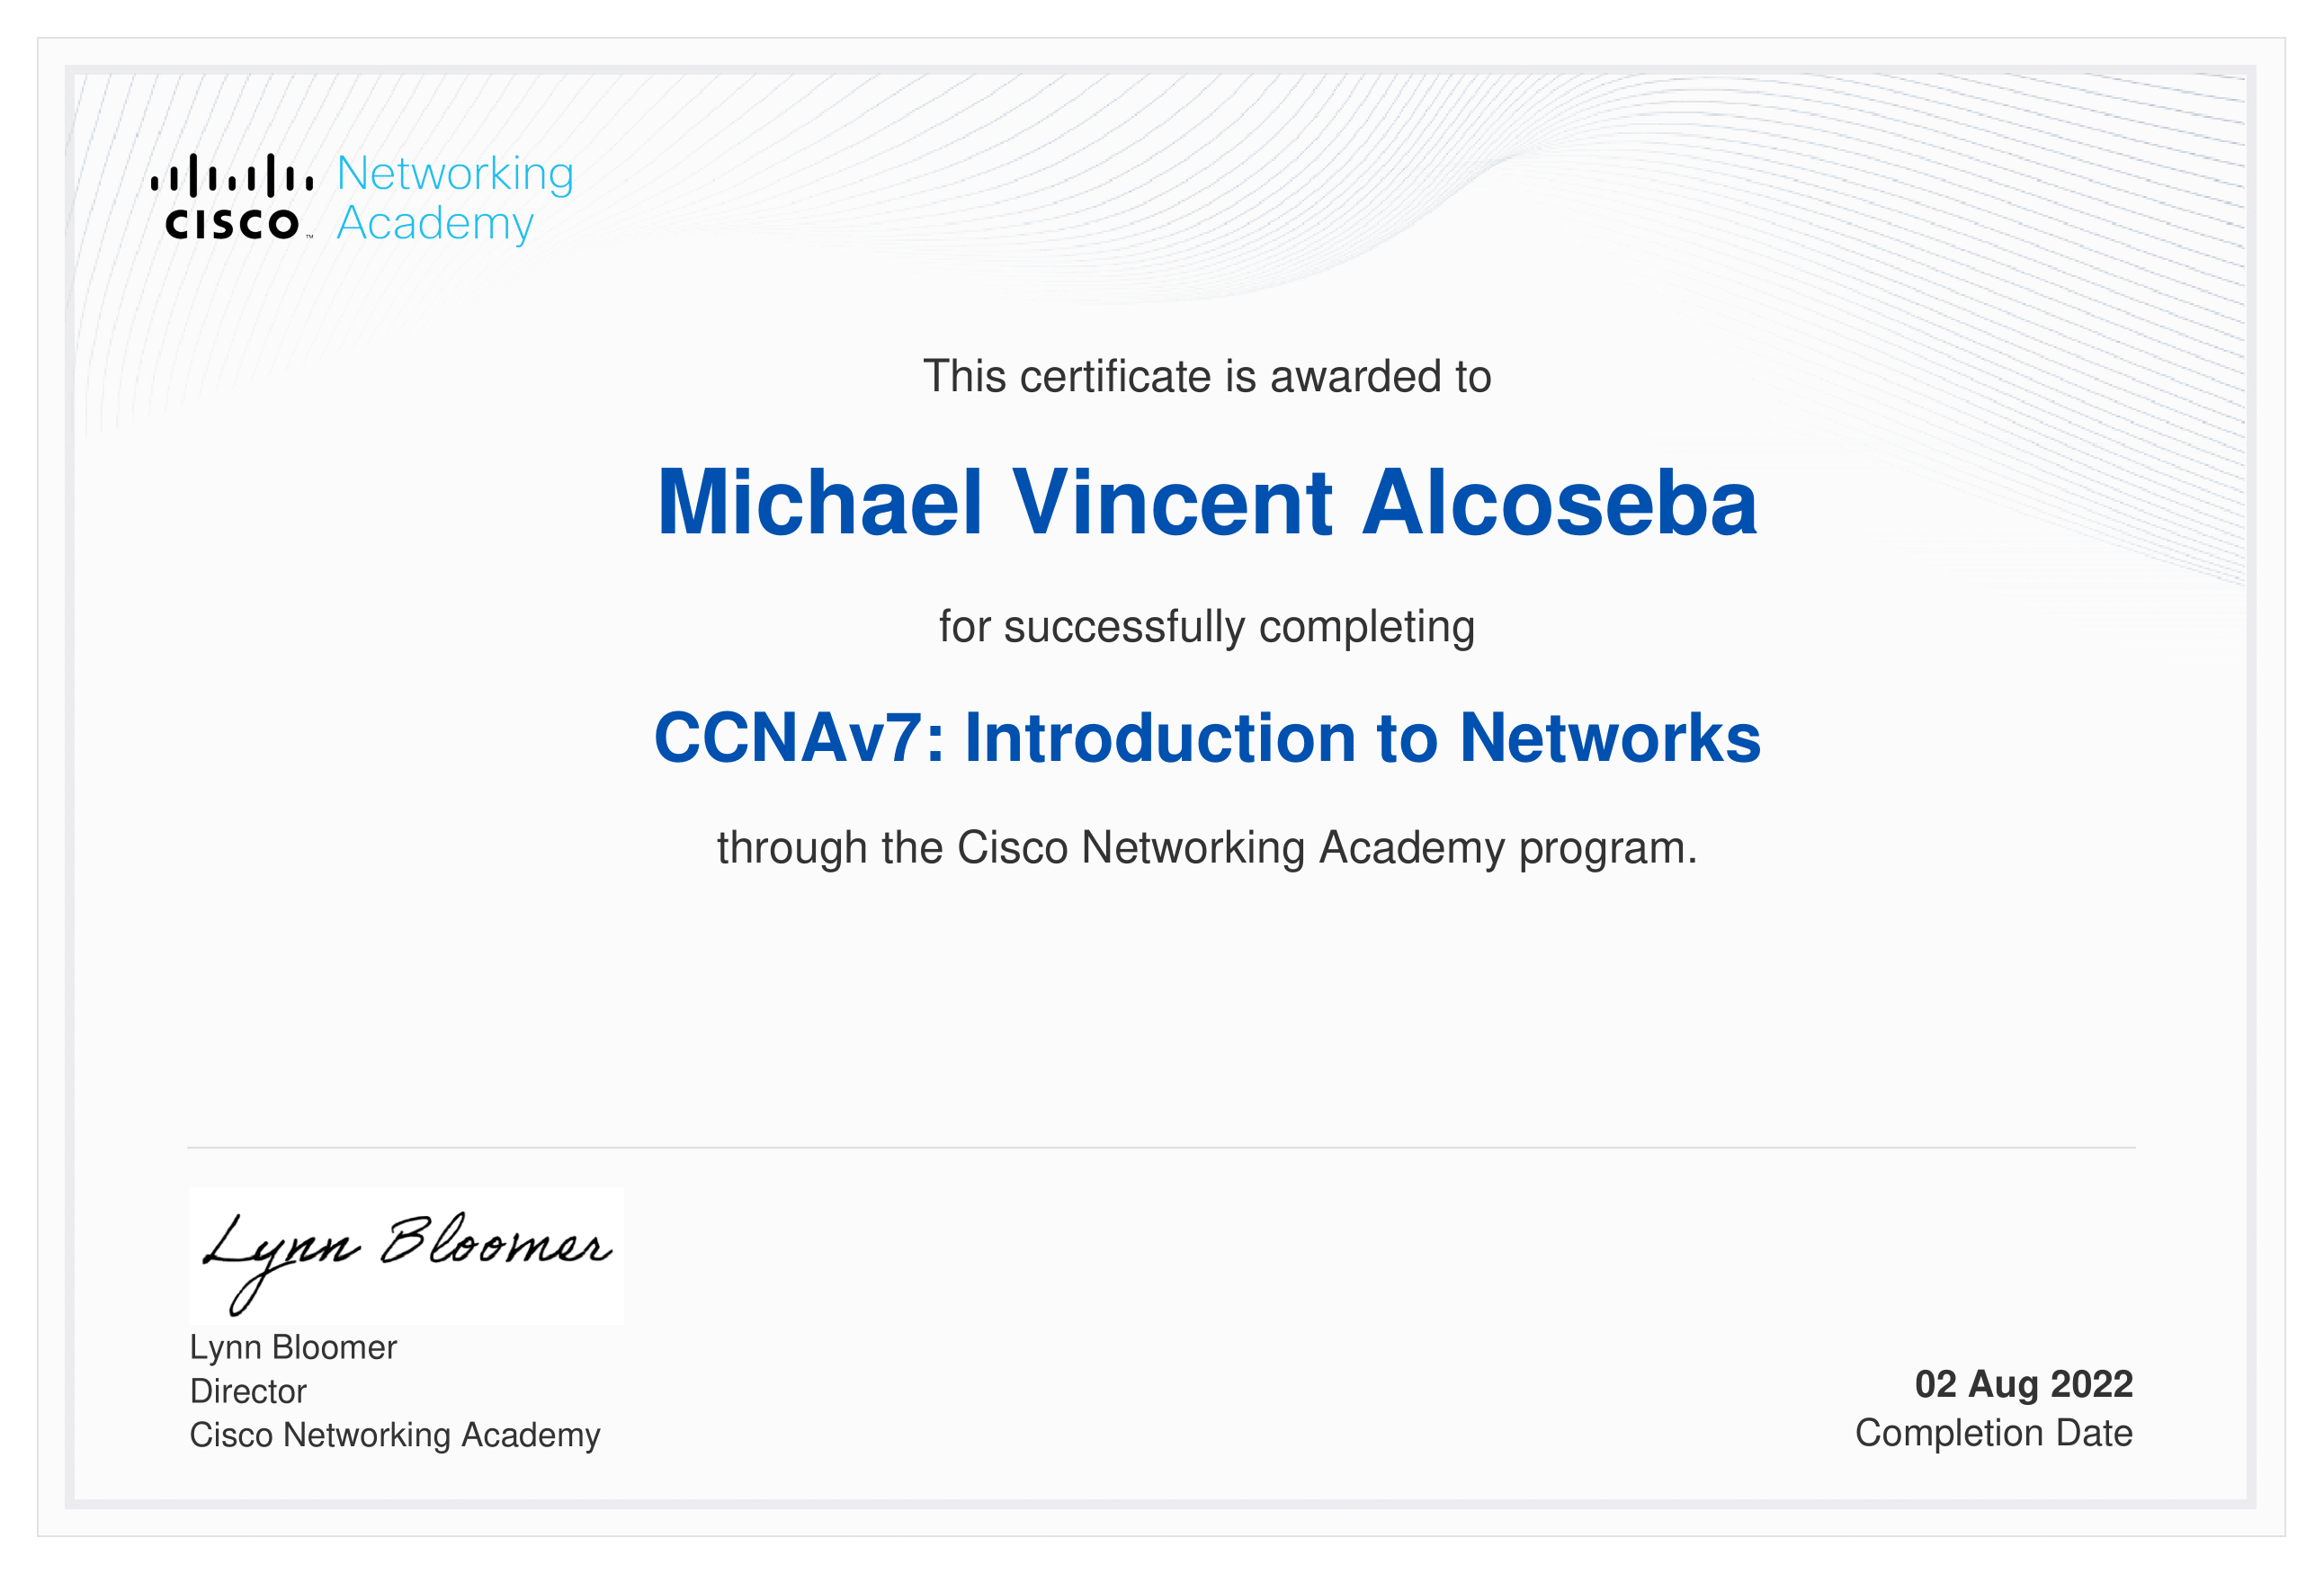 CISCO™
Networking
Academy
This certificate is awarded to
Michael Vincent Alcoseba
for successfully completing
CCNAv7: Introduction to Networks
through the Cisco Networking Academy program.
Lynn Bloomer
Lynn Bloomer
Director
Cisco Networking Academy
02 Aug 2022
Completion Date